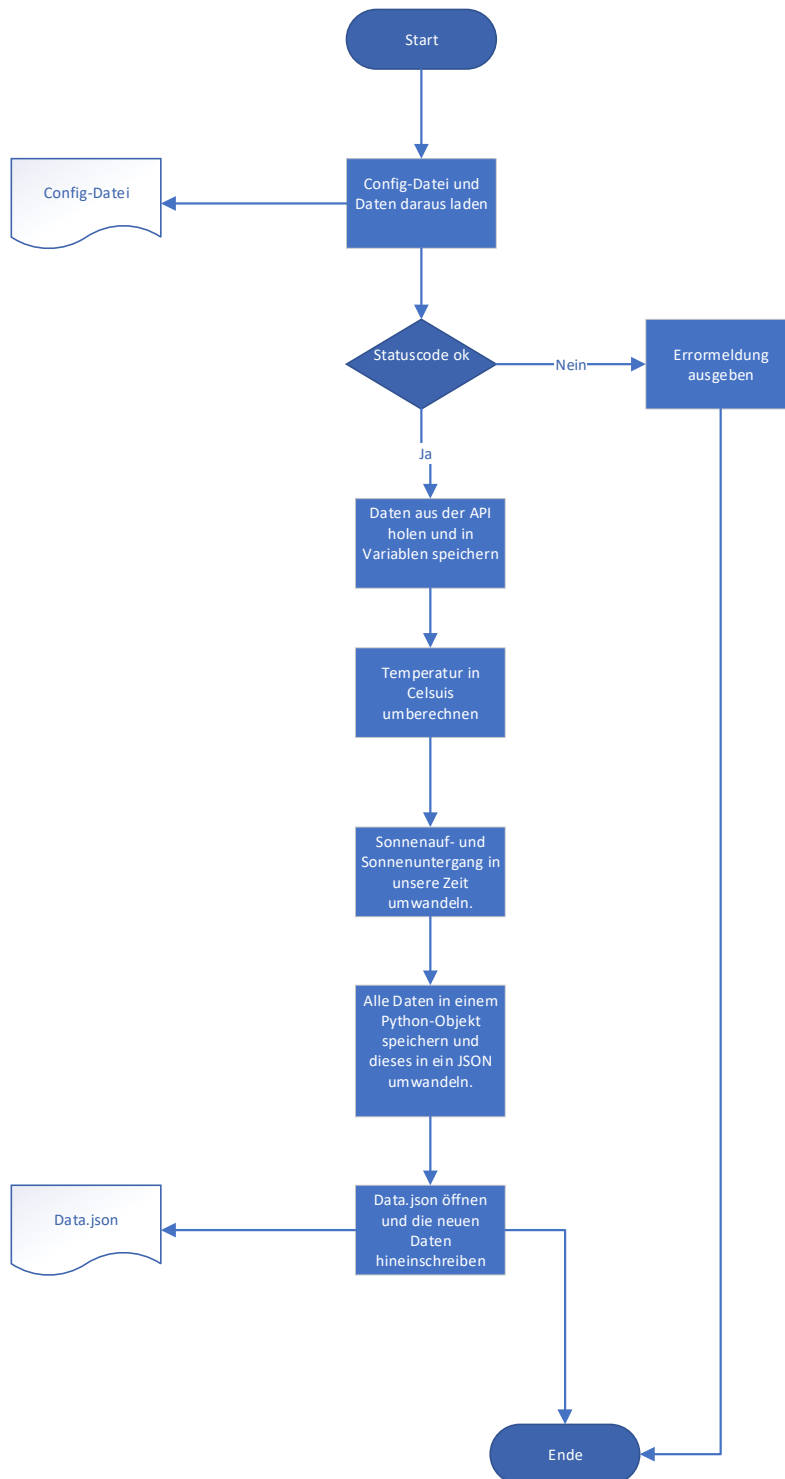 Start
Config-Datei
Config-Datei und
Daten daraus laden
Statuscode ok
Nein
Errormeldung
ausgeben
Ja
Daten aus der API
holen und in
Variablen speichern
Temperatur in
Celsuis
umberechnen
Sonnenauf- und
Sonnenuntergang in
unsere Zeit
umwandeln.
Alle Daten in einem
Python-Objekt
speichern und
dieses in ein JSON
umwandeln.
Data.json
Data.json öffnen
und die neuen
Daten
hineinschreiben
Ende